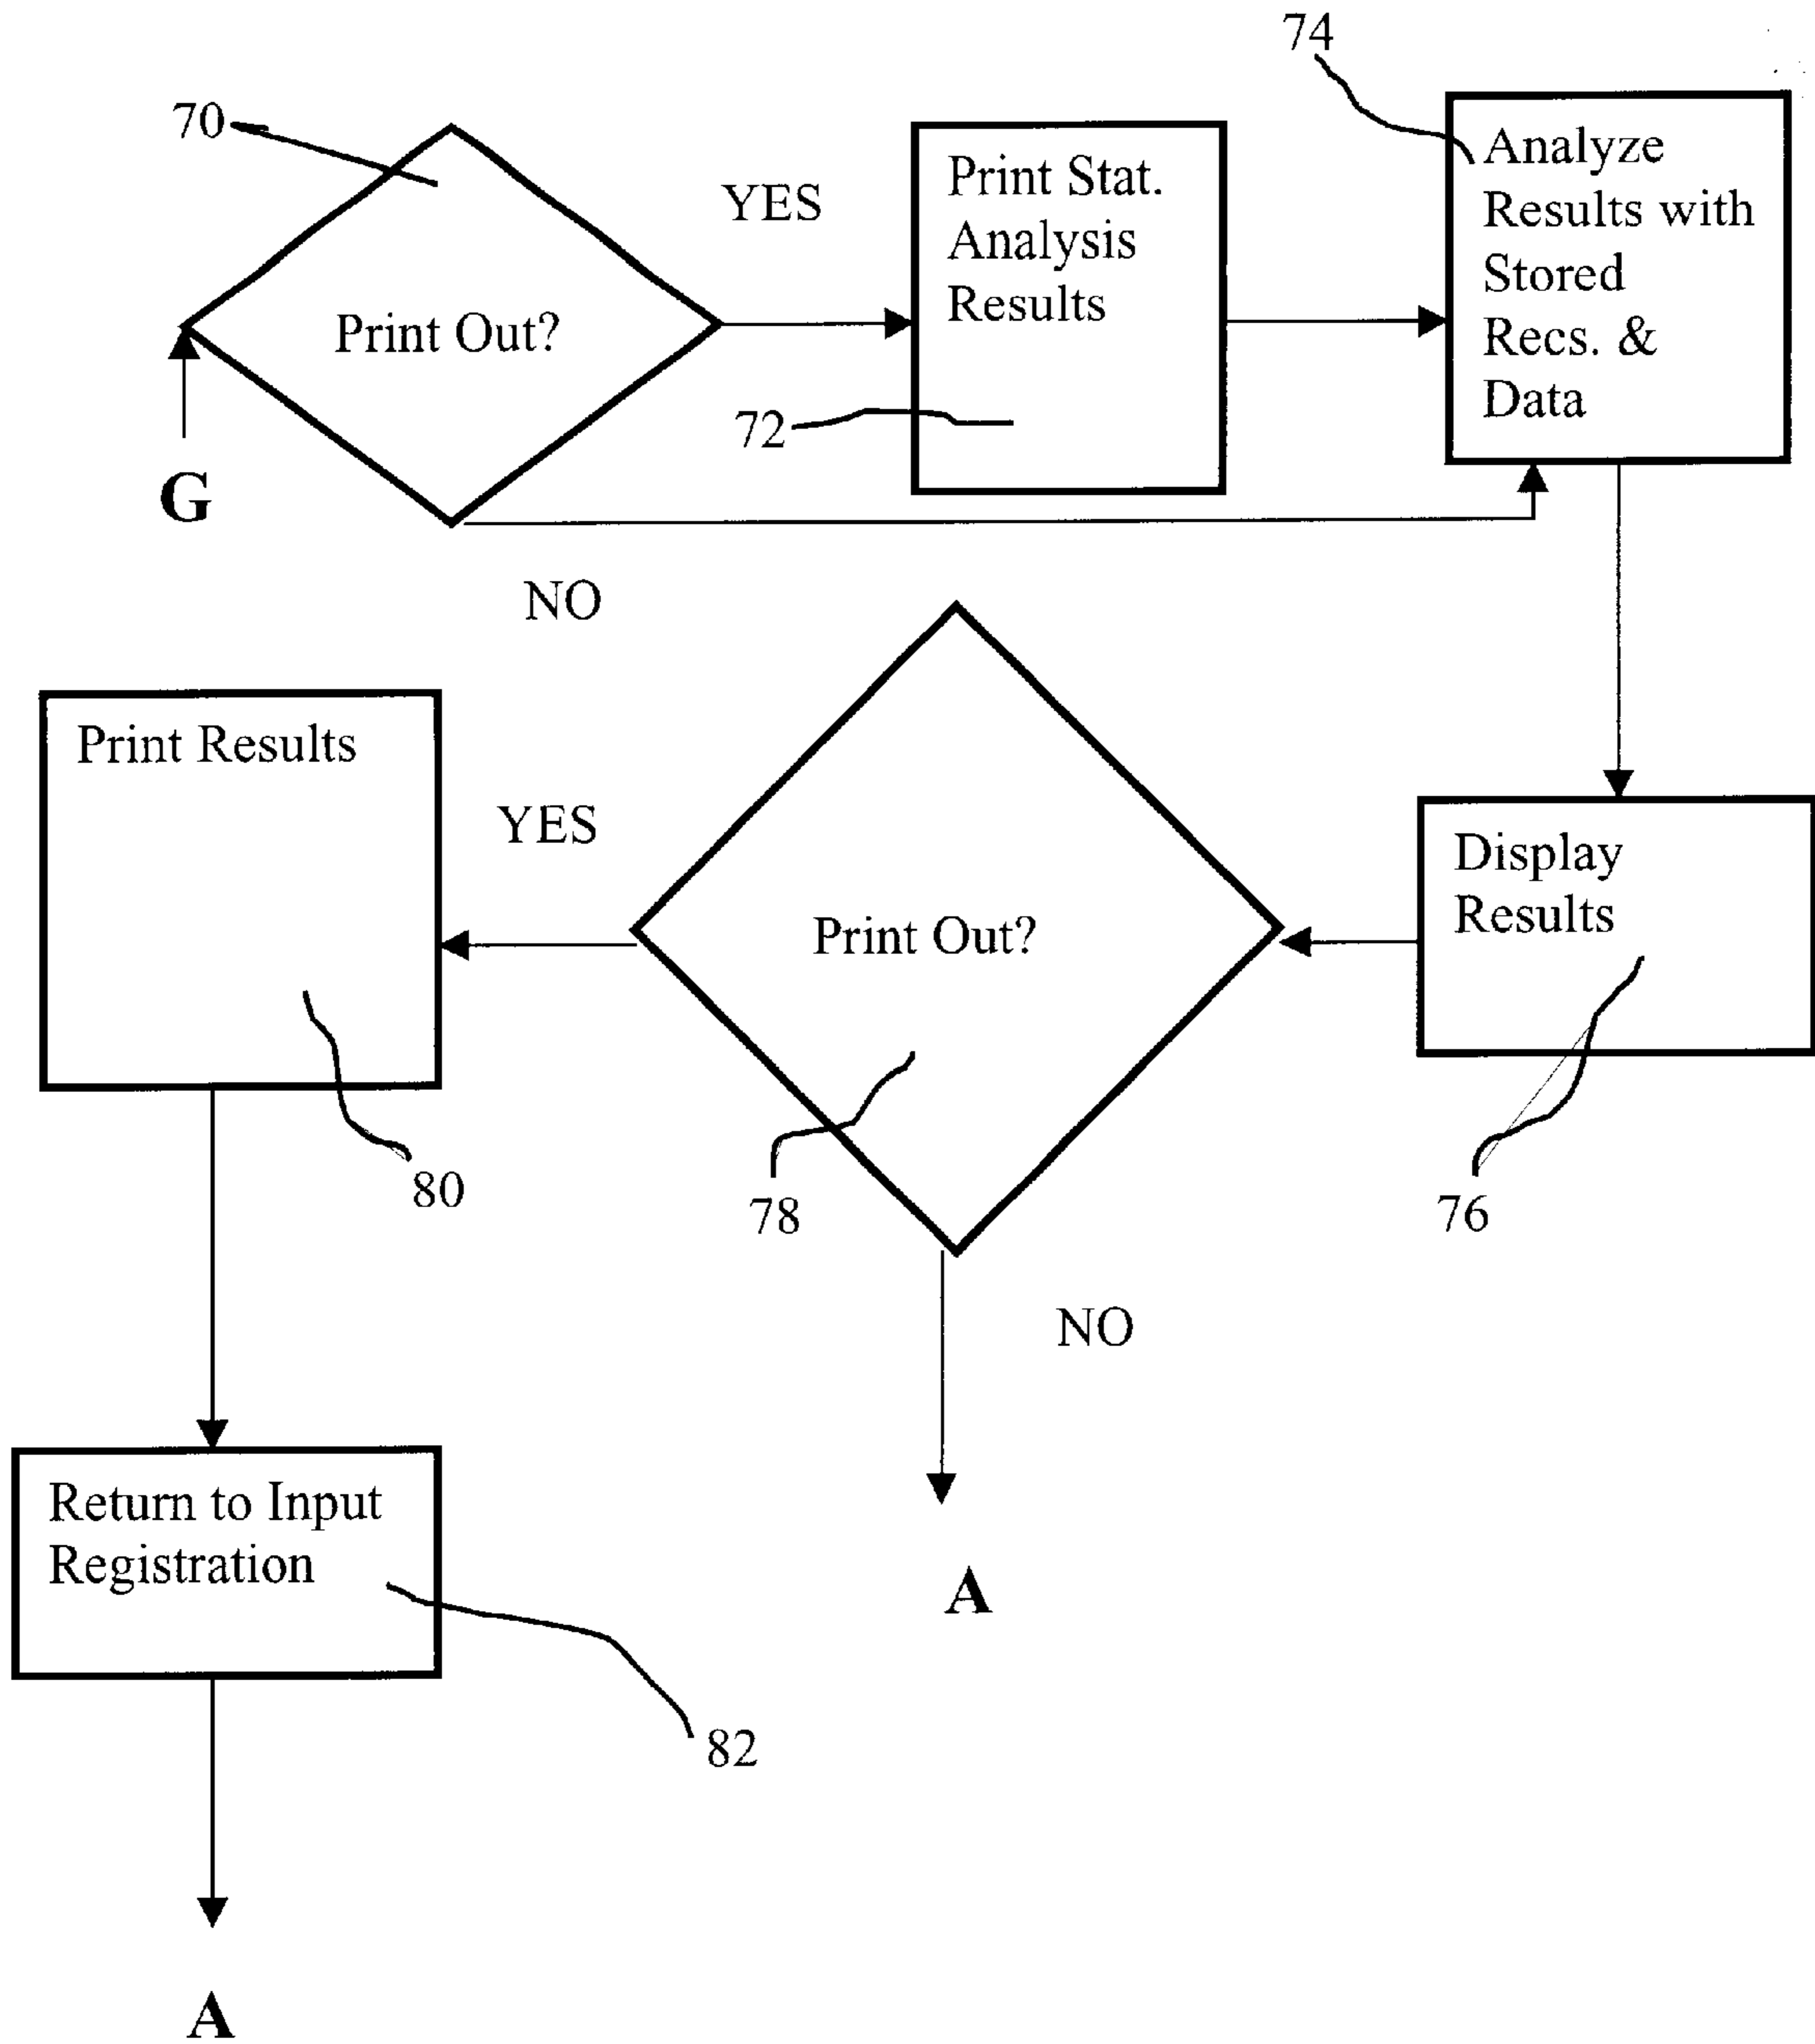 74
70
YES
Print Out?
Print Stat.
Analysis
Results
72
Analyze
Results with
Stored
Recs. &
Data
G
NO
Print Results
YES
Print Out?
Display
Results
80
78
76
NO
Return to Input
Registration
A
82
A